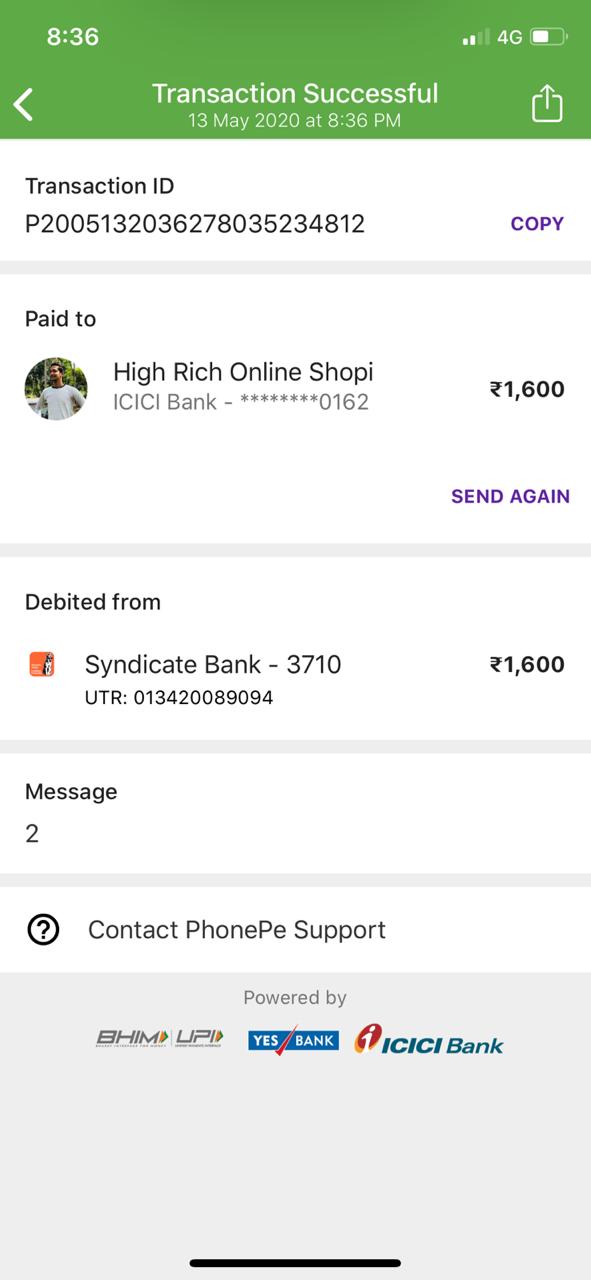 8:36
4G
Transaction Successful
13 May 2020 at 8:36 PM
Transaction ID
P2005132036278035234812
COPY
Paid to
High Rich Online Shopi
₹1,600
ICICI Bank - ********0162
SEND AGAIN
Debited from
Syndicate Bank - 3710
₹1,600
UTR: 013420089094
Message
2
Contact PhonePe Support
Powered by
BHIM UPI YES BANK ICICI Bank